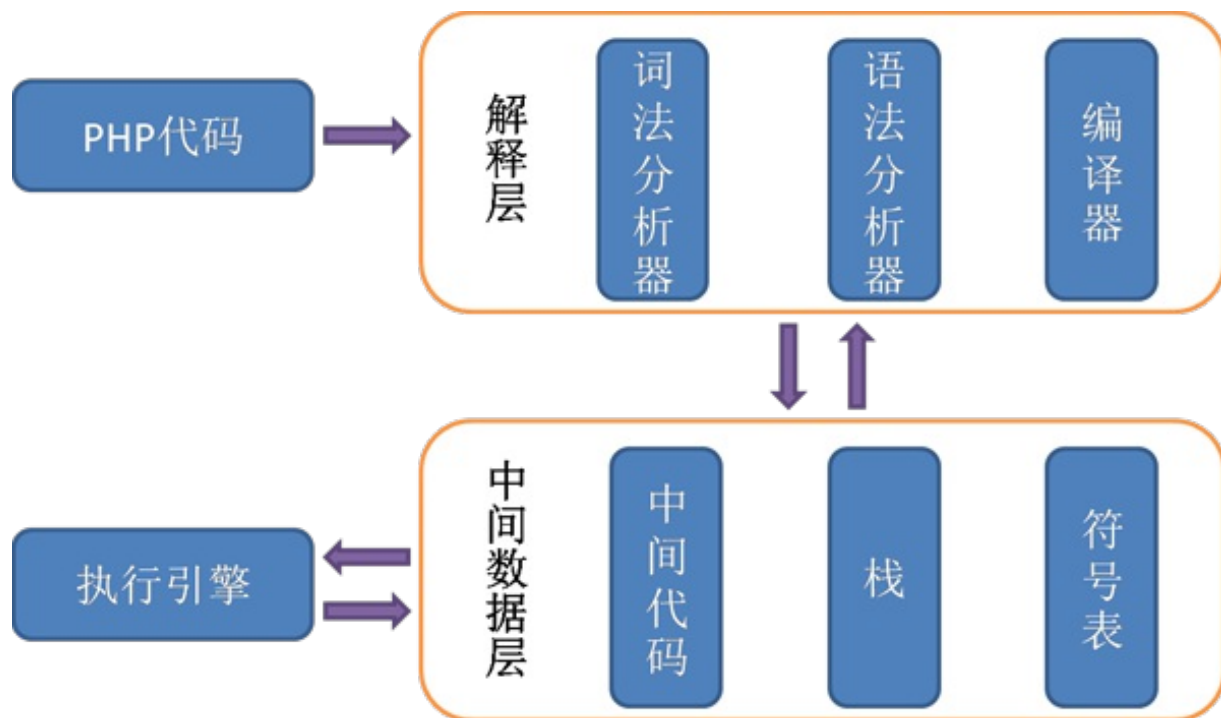 PHP代码
解释层
词法分析器
语法分析器
编译器
执行引擎
中间数据层
中间代码
栈
符号表